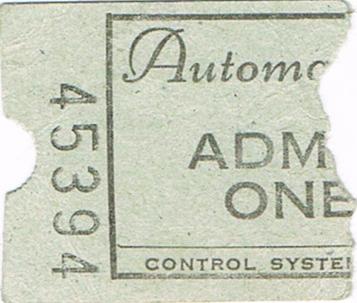 45394
Automa
ADM
ONE
CONTROL SYSTE